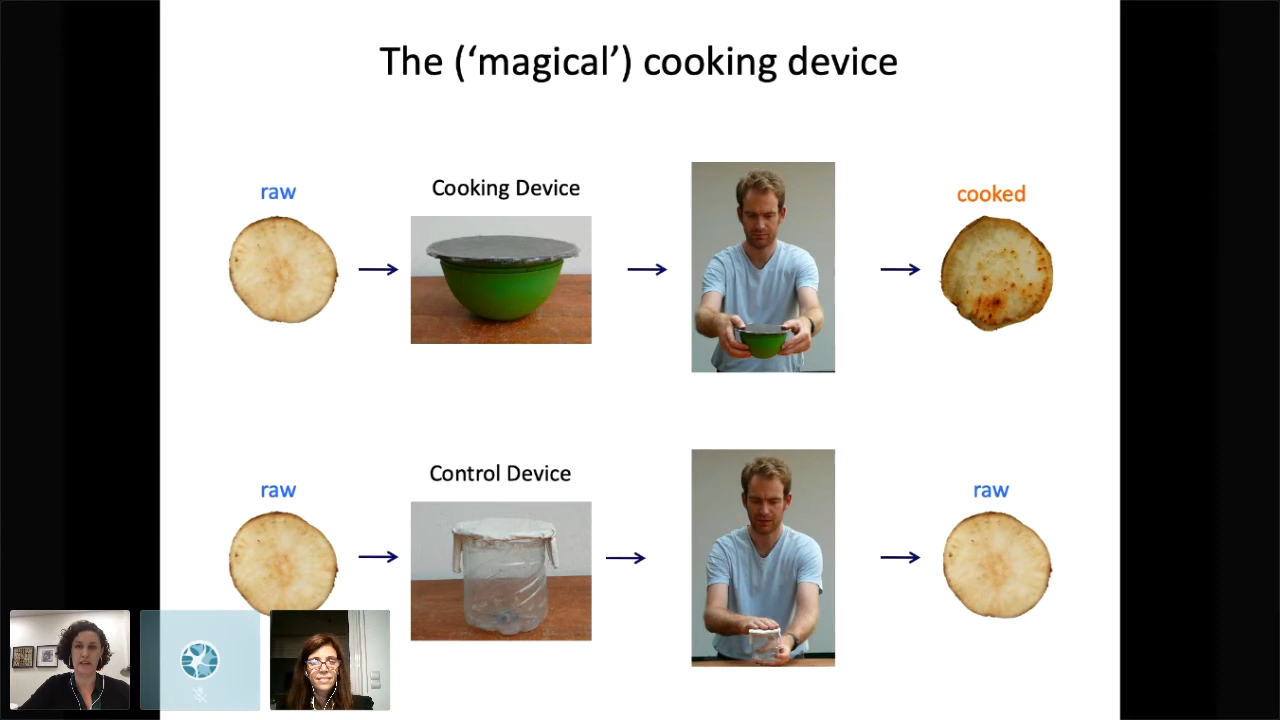 The (‘magical’) cooking device
raw
Cooking Device
cooked
raw
Control Device
raw